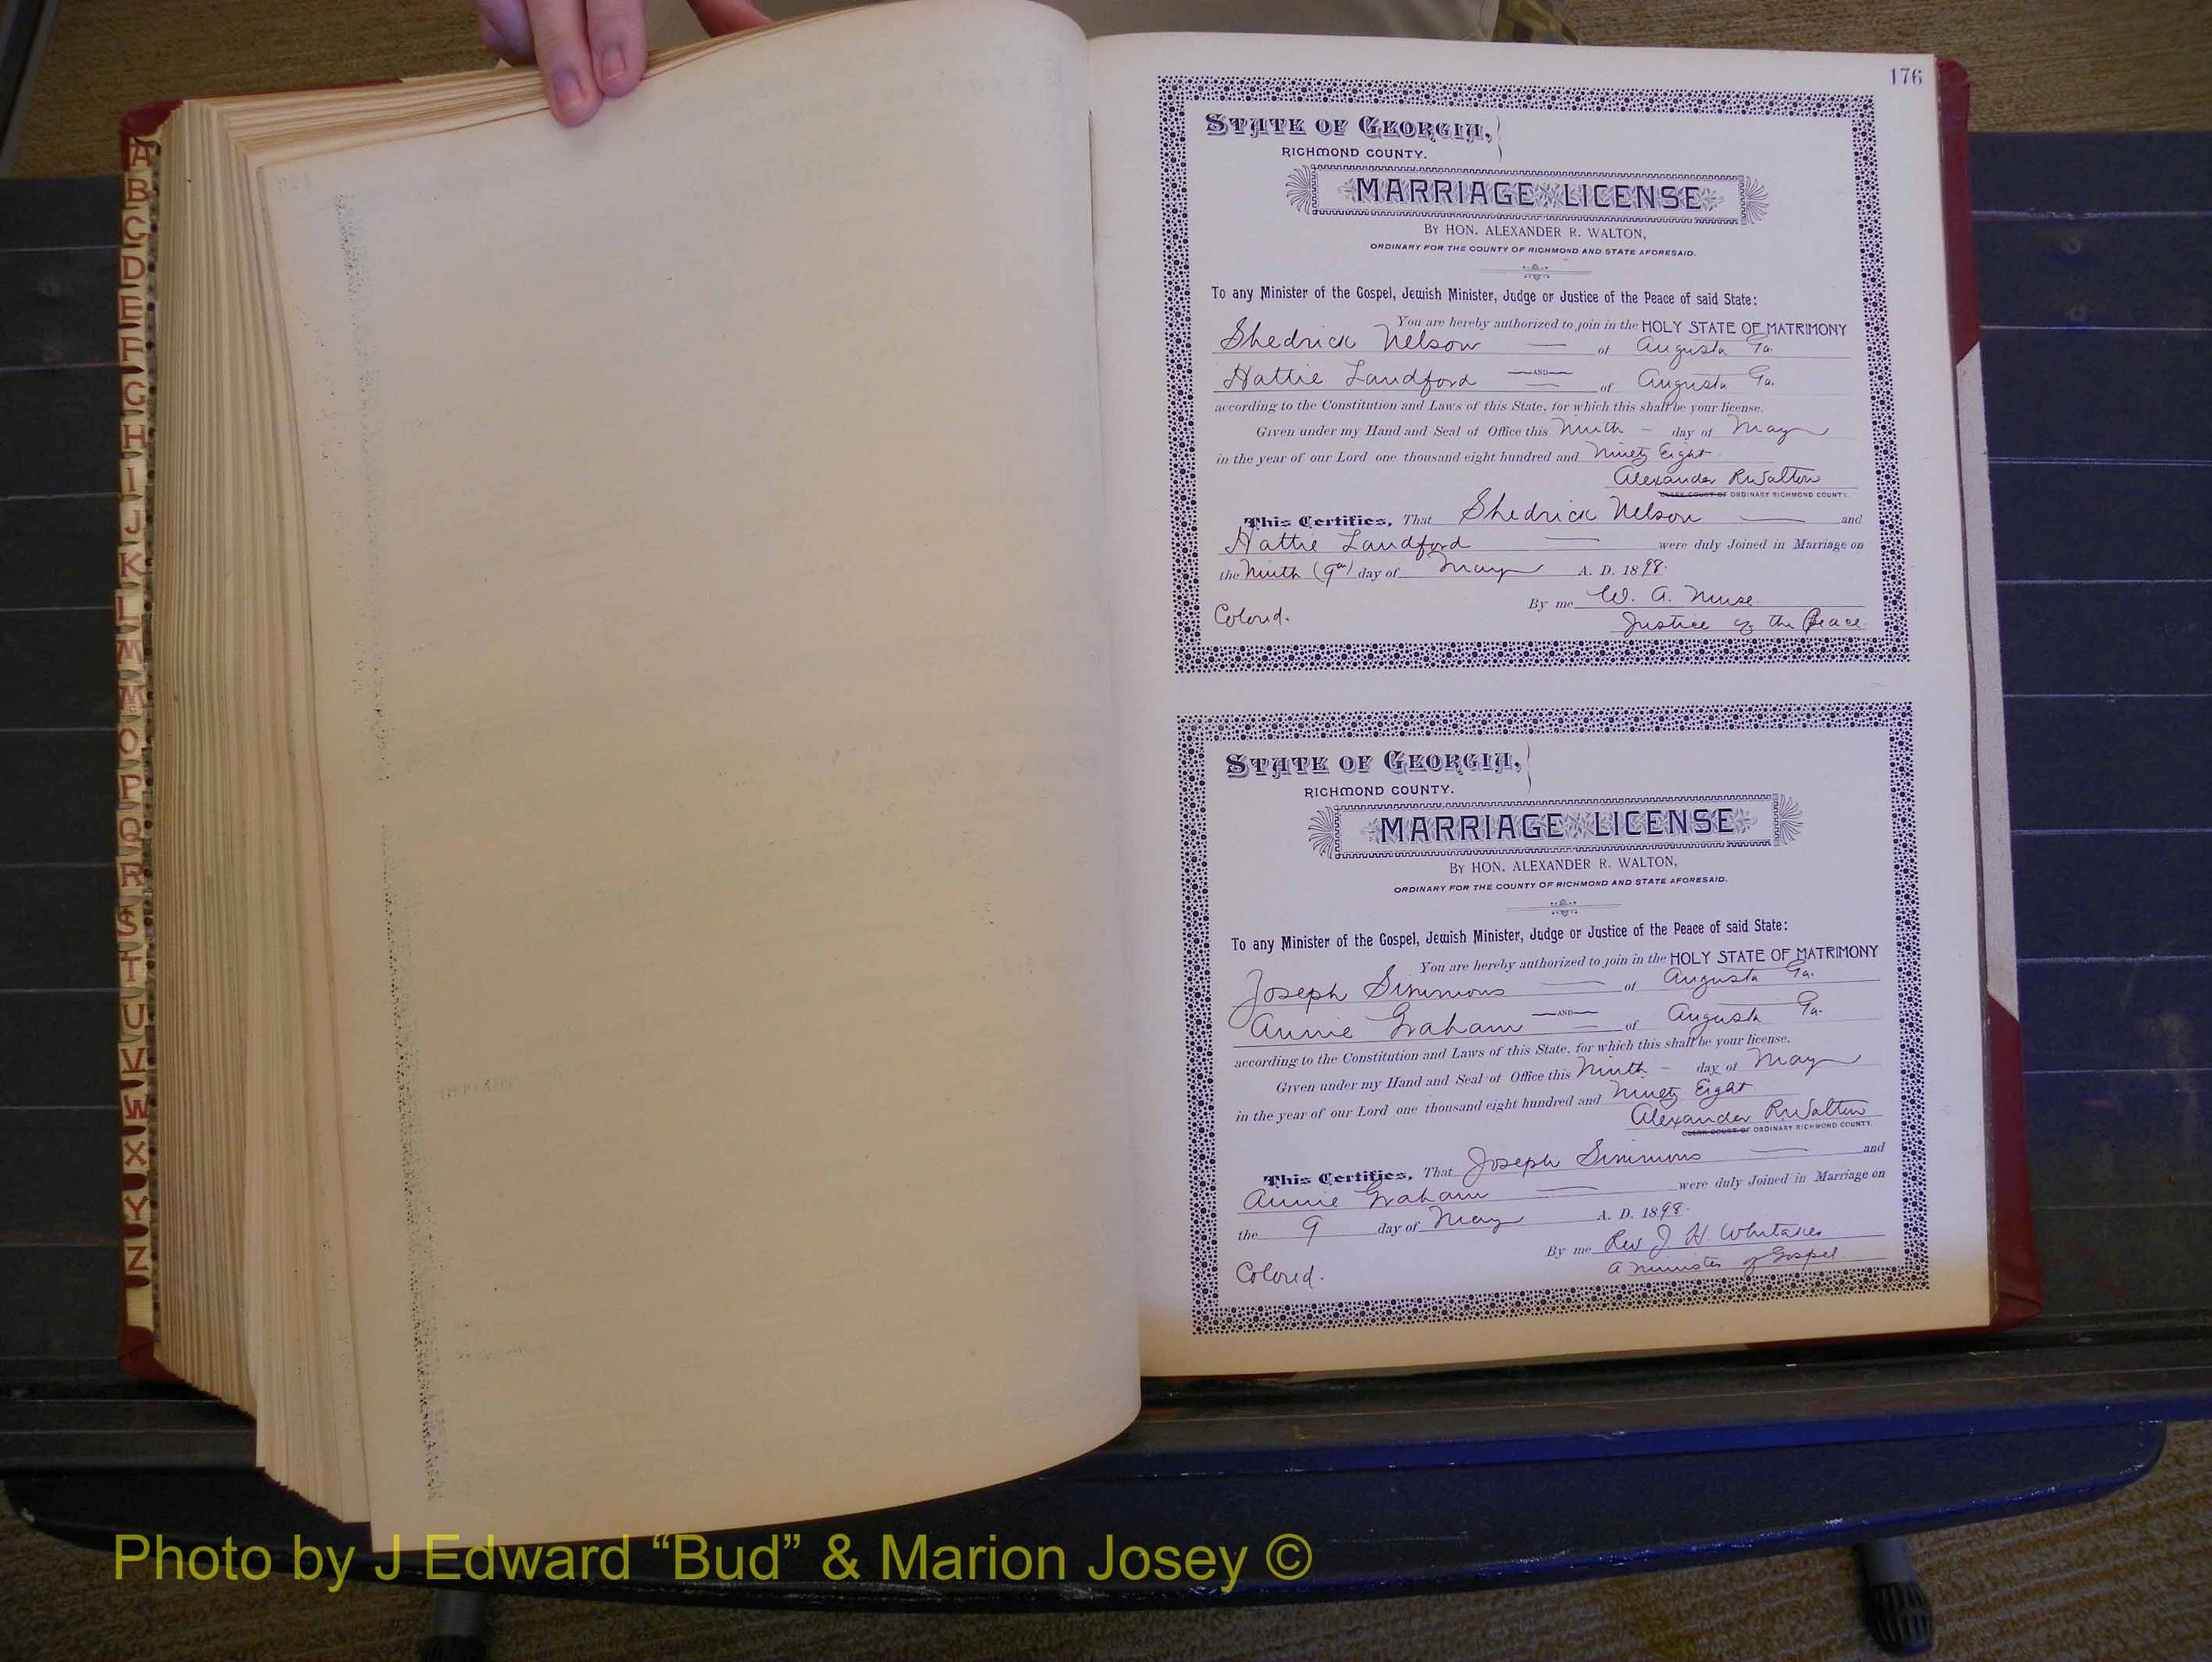 A
B
C
D
E
F
G
H
I
J
K
L
M
M
O
P
Q
R
S
T
U
V
W
X
Y
Z
176
STATE OF GEORGIA,
RICHMOND COUNTY.
MARRIAGE LICENSE
BY HON. ALEXANDER R. WALTON,
ORDINARY FOR THE COUNTY OF RICHMOND AND STATE AFORESAID.
To any Minister of the Gospel, Jewish Minister, Judge or Justice of the Peace of said State:
You are hereby authorized to join in the HOLY STATE OF MATRIMONY
Shedrick Nelson — of Augusta Ga.
—AND—
Hattie Landford — of Augusta Ga.
according to the Constitution and Laws of this State, for which this shall be your license.
Given under my Hand and Seal of Office this Ninth — day of May
in the year of our Lord one thousand eight hundred and Ninety Eight
Alexander R Walton
CLERK COURT OF ORDINARY RICHMOND COUNTY.
This Certifies, That Shedrick Nelson — and
Hattie Landford — were duly Joined in Marriage on
the Ninth (9th) day of May A. D. 1898.
By me W. A. Muse
Colored. Justice of the Peace
STATE OF GEORGIA,
RICHMOND COUNTY.
MARRIAGE LICENSE
BY HON. ALEXANDER R. WALTON,
ORDINARY FOR THE COUNTY OF RICHMOND AND STATE AFORESAID.
To any Minister of the Gospel, Jewish Minister, Judge or Justice of the Peace of said State:
You are hereby authorized to join in the HOLY STATE OF MATRIMONY
Joseph Simmons — of Augusta Ga.
—AND—
Annie Graham — of Augusta Ga.
according to the Constitution and Laws of this State, for which this shall be your license.
Given under my Hand and Seal of Office this Ninth — day of May
in the year of our Lord one thousand eight hundred and Ninety Eight
Alexander R Walton
CLERK COURT OF ORDINARY RICHMOND COUNTY.
This Certifies, That Joseph Simmons — and
Annie Graham — were duly Joined in Marriage on
the 9 day of May A. D. 1898.
By me Rev J. H. Whitaker
Colored. a minister of Gospel.
Photo by J Edward “Bud” & Marion Josey ©